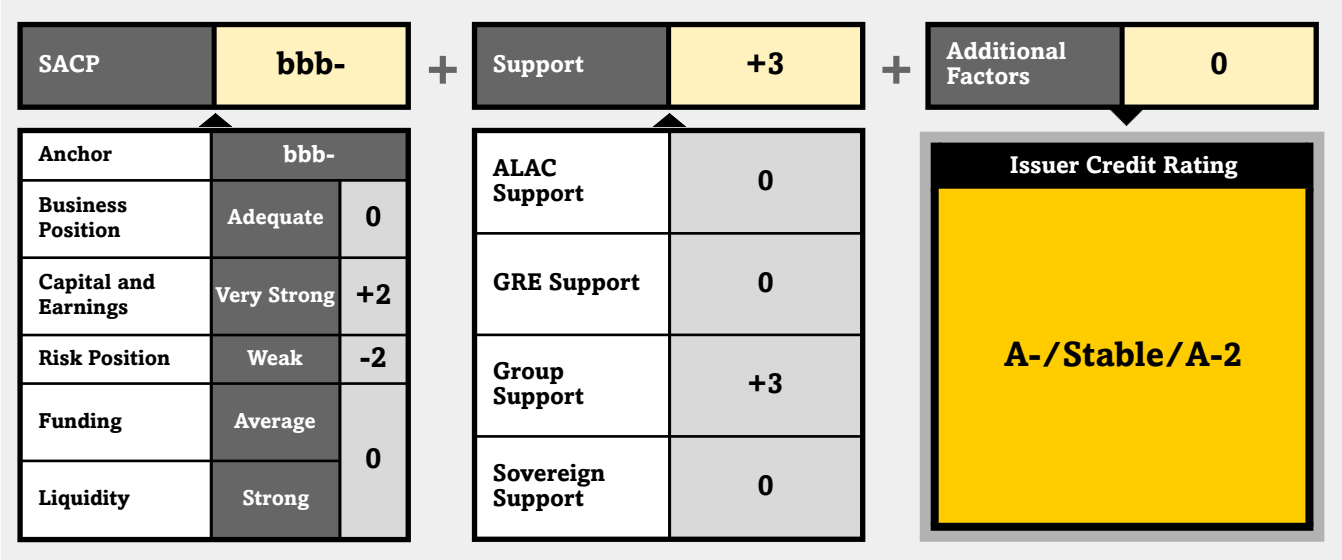 SACP
bbb-
+
Support
+3
+
Additional
Factors
0
Anchor
bbb-
Business
Position
Adequate
0
Capital and
Earnings
Very Strong
+2
Risk Position
Weak
-2
Funding
Average
0
Liquidity
Strong
ALAC
Support
0
GRE Support
0
Group
Support
+3
Sovereign
Support
0
Issuer Credit Rating
A-/Stable/A-2